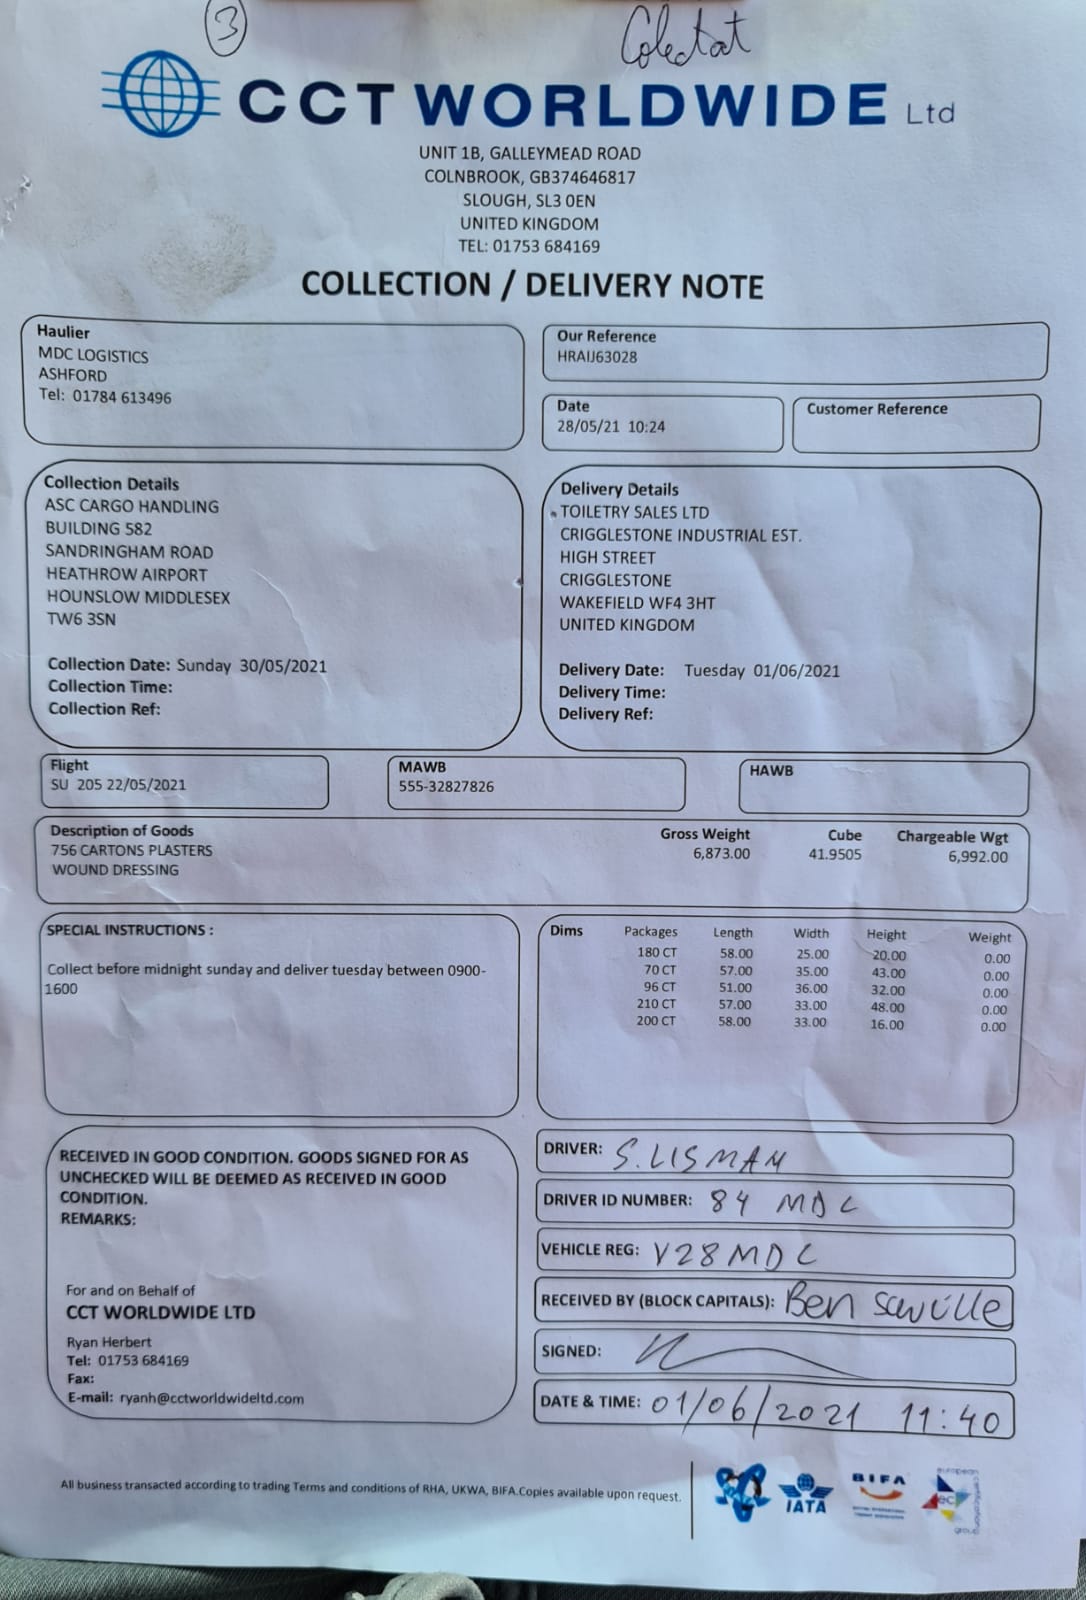 3
CCT WORLDWIDE Ltd
UNIT 1B, GALLEYMEAD ROAD
COLNBROOK, GB374646817
SLOUGH, SL3 0EN
UNITED KINGDOM
TEL: 01753 684169
COLLECTION / DELIVERY NOTE
Haulier
MDC LOGISTICS
ASHFORD
Tel: 01784 613496
Our Reference
HRAIJ63028
Date
28/05/21 10:24
Customer Reference
Collection Details
ASC CARGO HANDLING
BUILDING 582
SANDRINGHAM ROAD
HEATHROW AIRPORT
HOUNSLOW MIDDLESEX
TW6 3SN
Collection Date: Sunday 30/05/2021
Collection Time:
Collection Ref:
Delivery Details
TOILETRY SALES LTD
CRIGGLESTONE INDUSTRIAL EST.
HIGH STREET
CRIGGLESTONE
WAKEFIELD WF4 3HT
UNITED KINGDOM
Delivery Date: Tuesday 01/06/2021
Delivery Time:
Delivery Ref:
Flight
SU 205 22/05/2021
MAWB
555-32827826
HAWB
Description of Goods Gross Weight Cube Chargeable Wgt
756 CARTONS PLASTERS 6,873.00 41.9505 6,992.00
WOUND DRESSING
SPECIAL INSTRUCTIONS :
Collect before midnight sunday and deliver tuesday between 0900-
1600
Dims Packages Length Width Height Weight
180 CT 58.00 25.00 20.00 0.00
70 CT 57.00 35.00 43.00 0.00
96 CT 51.00 36.00 32.00 0.00
210 CT 57.00 33.00 48.00 0.00
200 CT 58.00 33.00 16.00 0.00
RECEIVED IN GOOD CONDITION. GOODS SIGNED FOR AS
UNCHECKED WILL BE DEEMED AS RECEIVED IN GOOD
CONDITION.
REMARKS:
For and on Behalf of
CCT WORLDWIDE LTD
Ryan Herbert
Tel: 01753 684169
Fax:
E-mail: ryanh@cctworldwideltd.com
DRIVER: S. LISMAN
DRIVER ID NUMBER: 84 MDC
VEHICLE REG: V28MDC
RECEIVED BY (BLOCK CAPITALS): Ben Saville
SIGNED:
DATE & TIME: 01/06/2021 11:40
All business transacted according to trading Terms and conditions of RHA, UKWA, BIFA.Copies available upon request.
IATA
BIFA
european
ec
certification
group